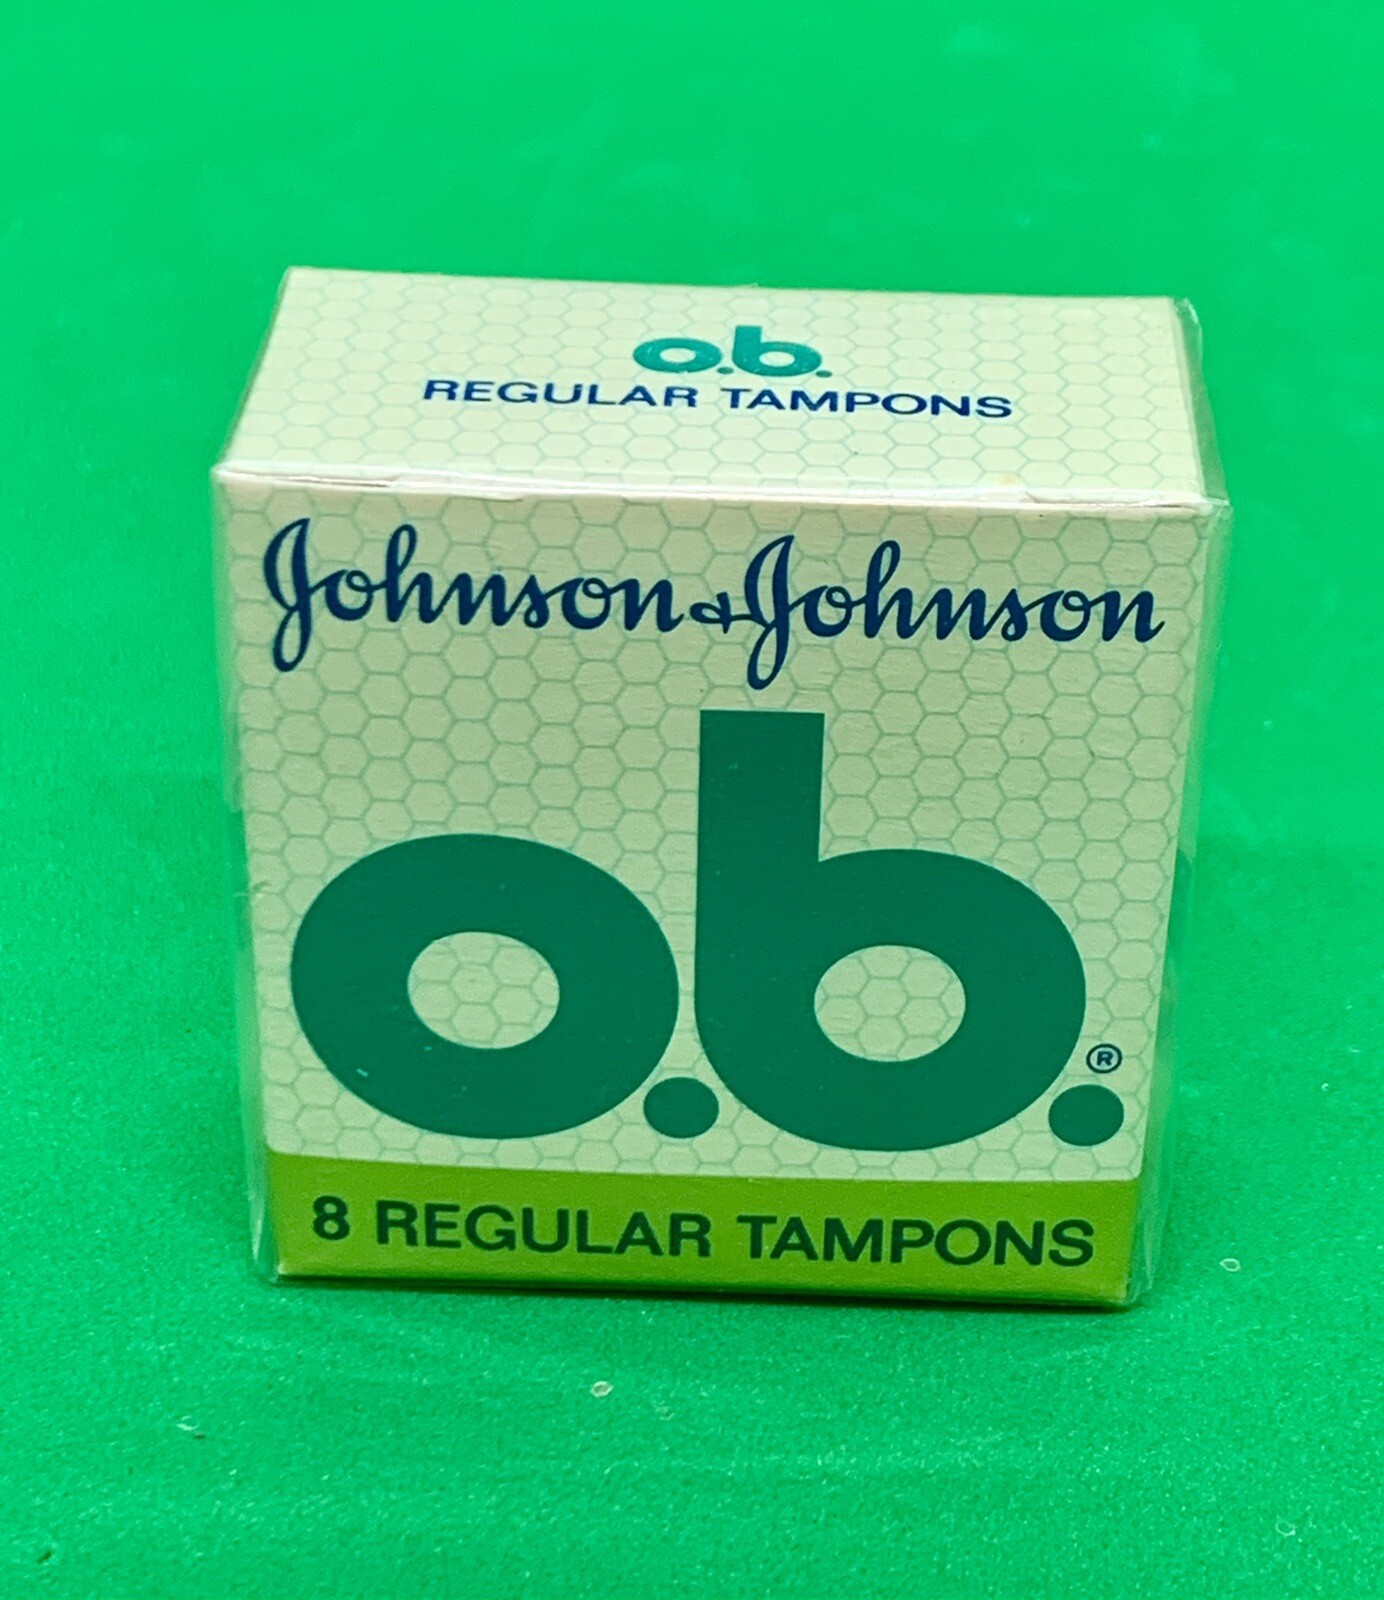 o.b.
REGULAR TAMPONS
Johnson & Johnson
o.b.®
8 REGULAR TAMPONS